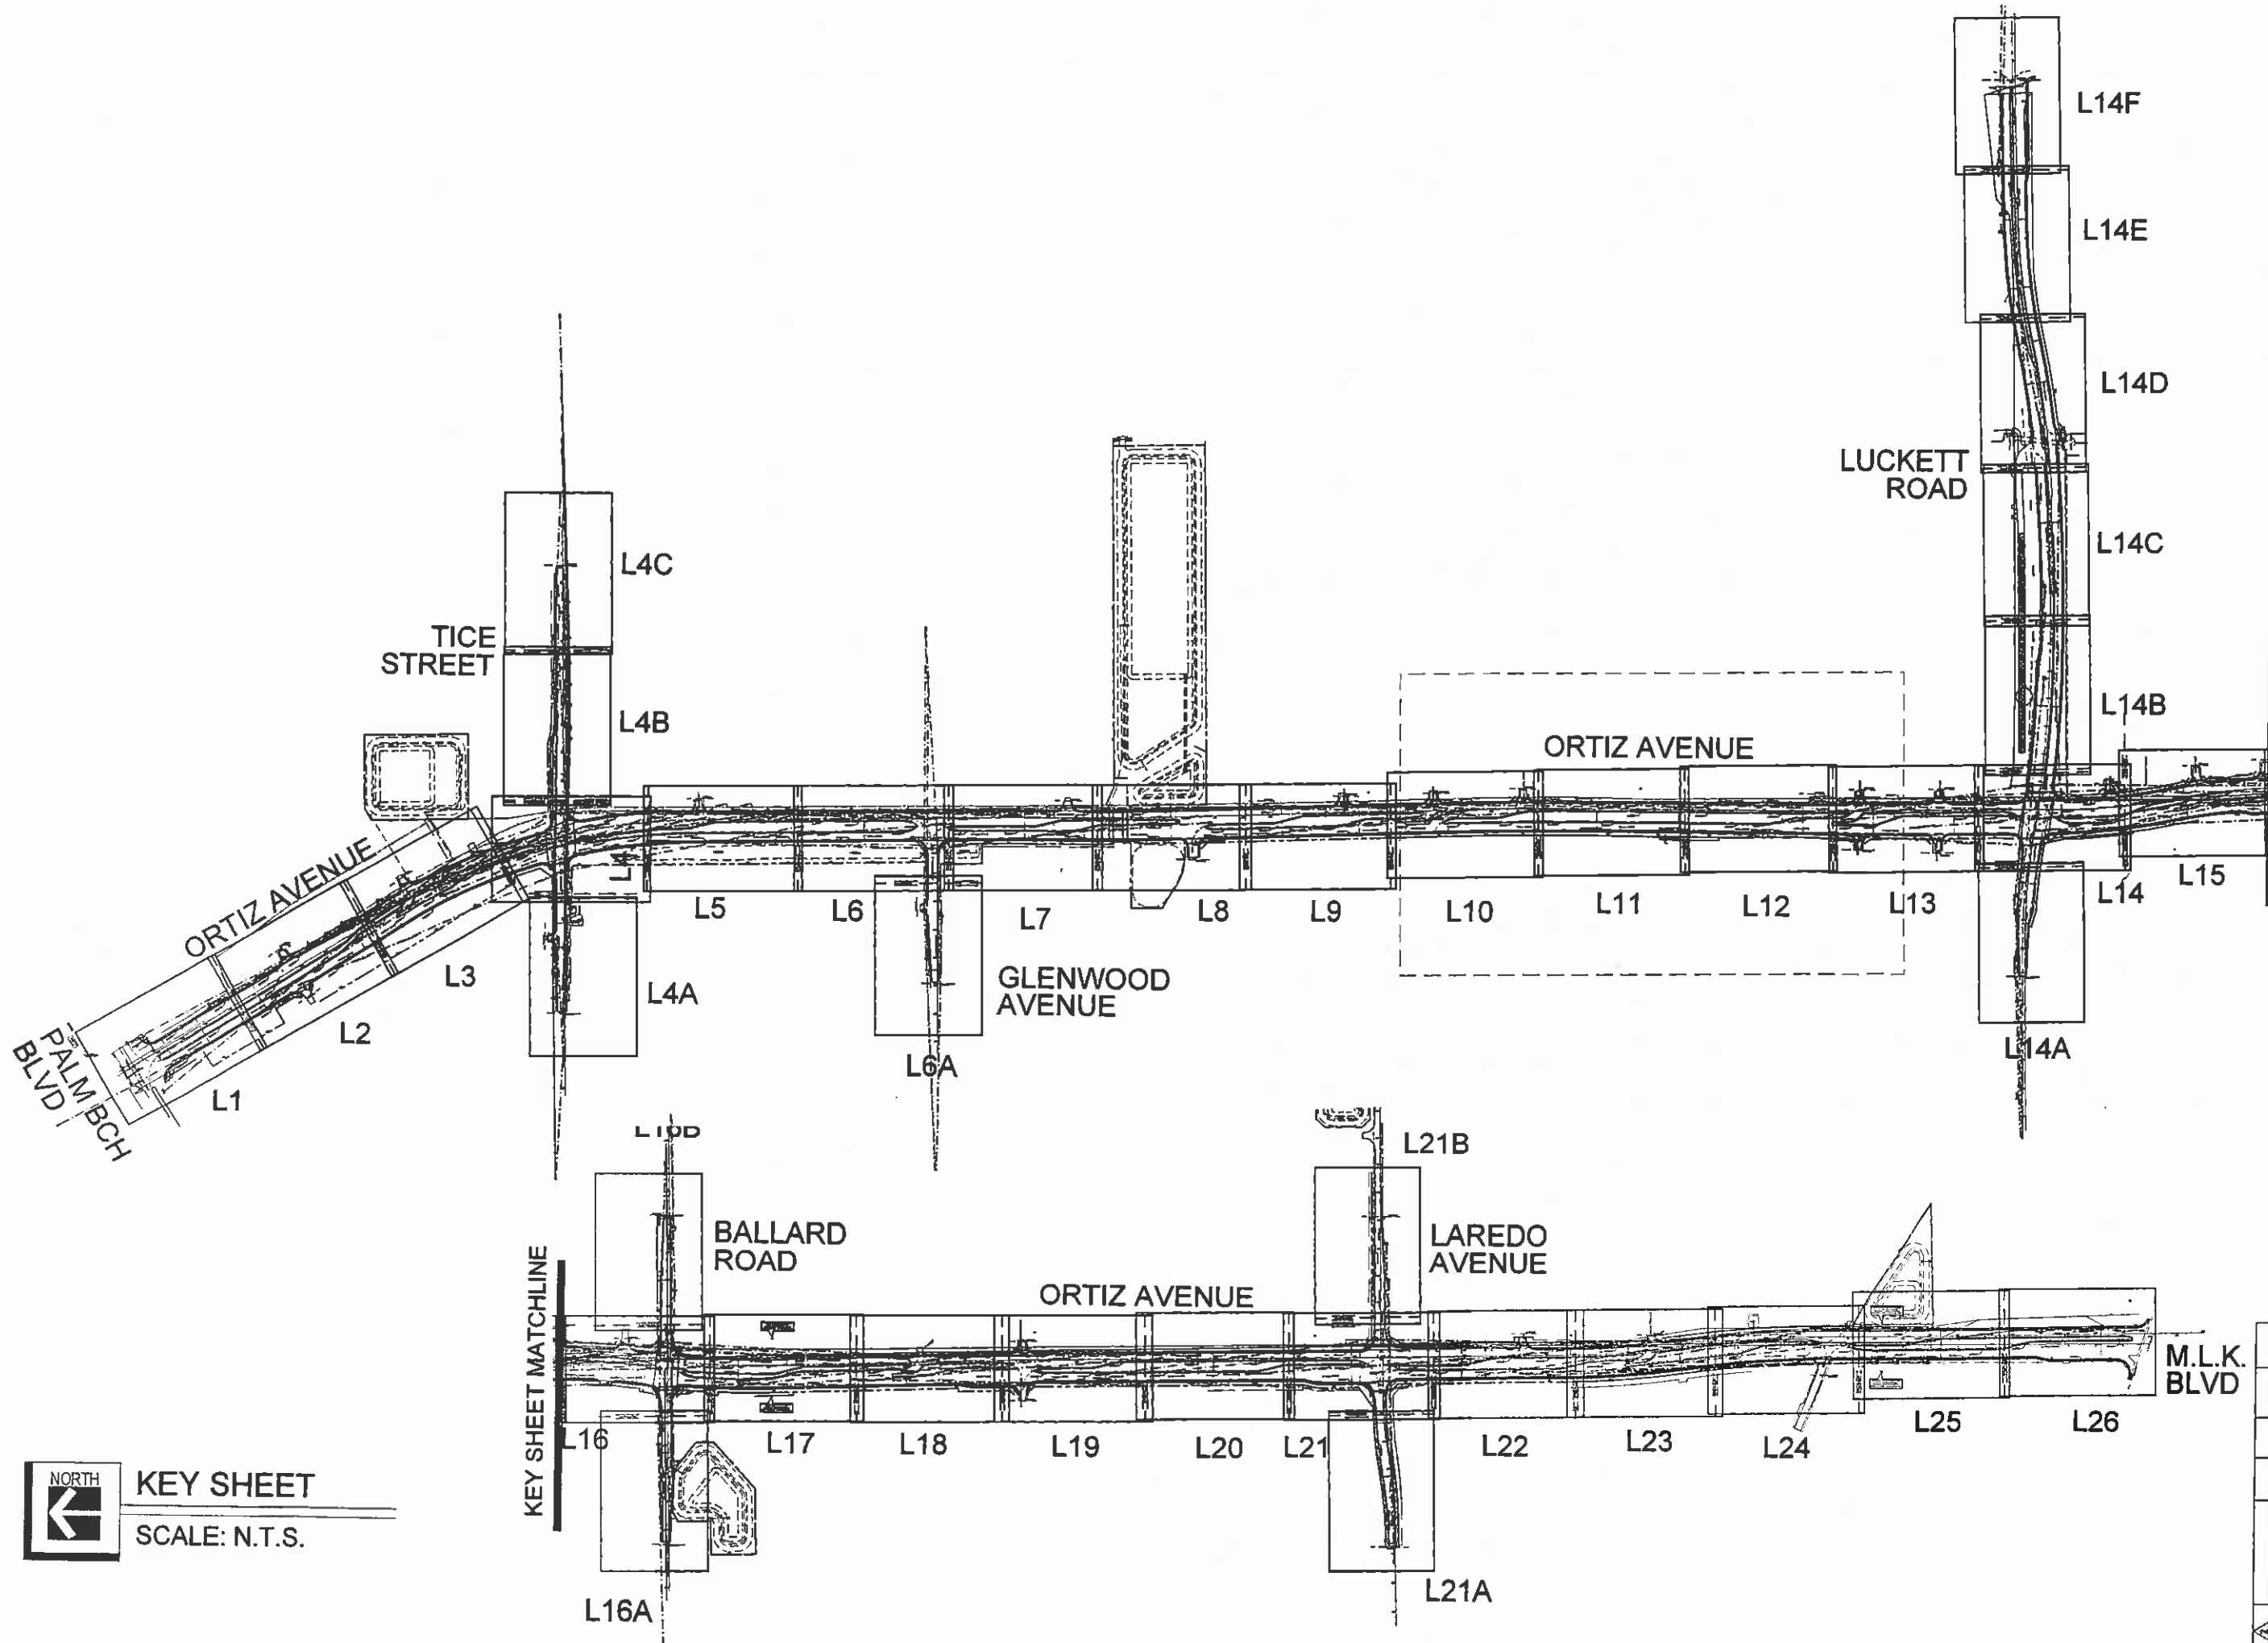 L14F
L14E
L14D
LUCKETT
ROAD
L14C
L14B
L4C
TICE
STREET
L4B
ORTIZ AVENUE
ORTIZ AVENUE
L4
L5
L6
L7
L8
L9
L10
L11
L12
L13
L14
L15
L3
L4A
GLENWOOD
AVENUE
L2
L6A
L14A
PALM BCH
BLVD
L1
L21B
BALLARD
ROAD
LAREDO
AVENUE
KEY SHEET MATCHLINE
ORTIZ AVENUE
M.L.K.
BLVD
L16
L17
L18
L19
L20
L21
L22
L23
L24
L25
L26
NORTH
KEY SHEET
SCALE: N.T.S.
L16A
L21A